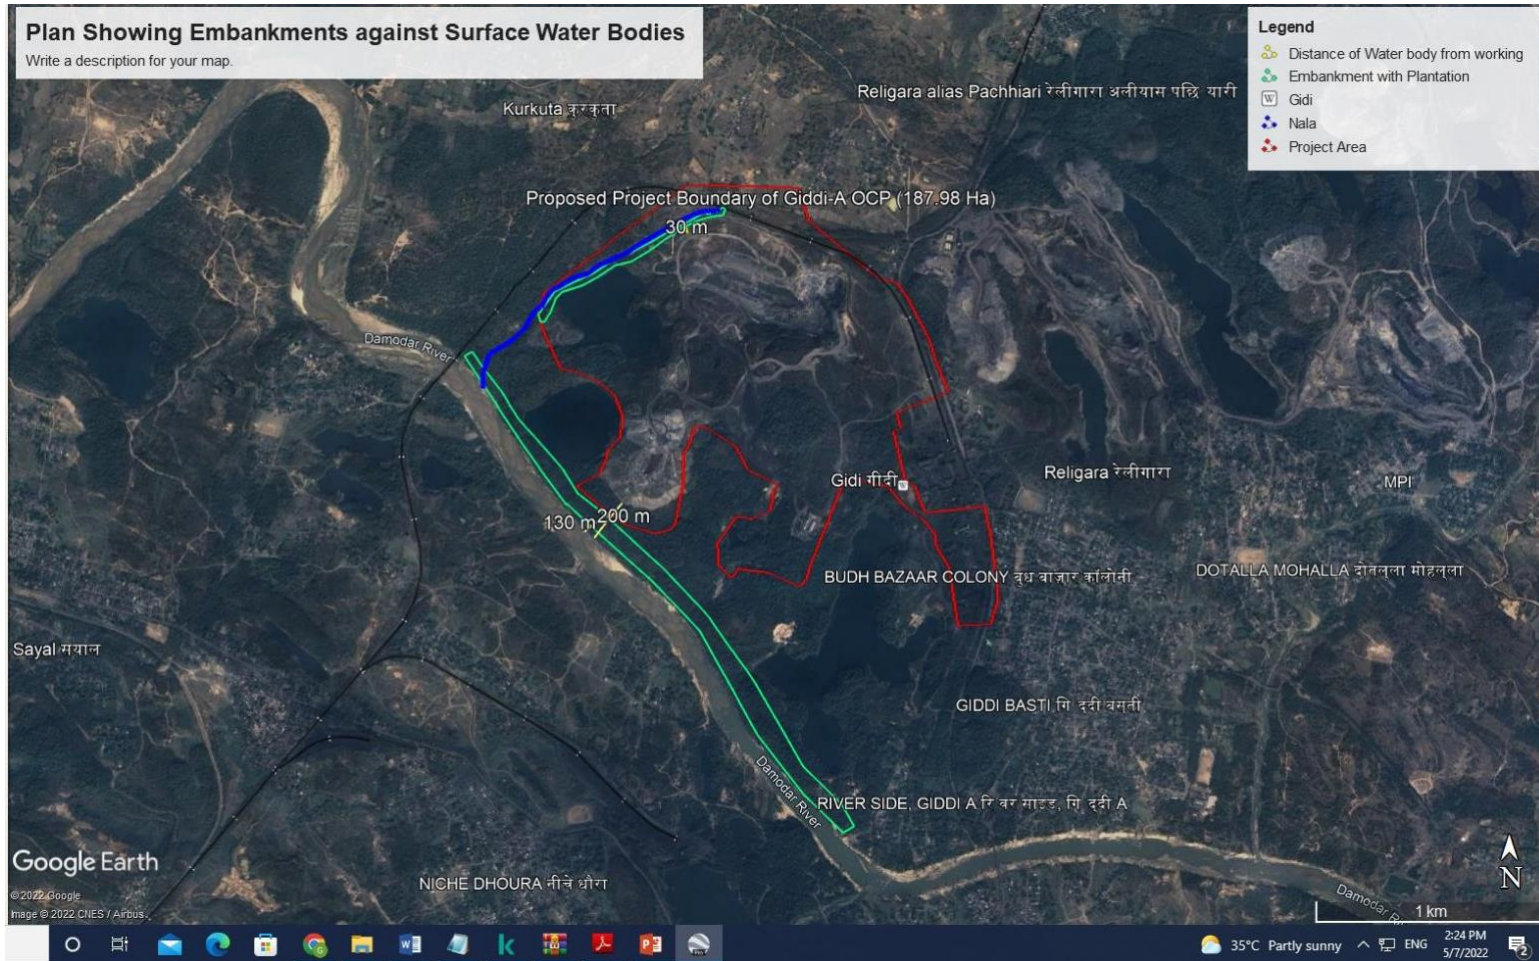 Plan Showing Embankments against Surface Water Bodies
Write a description for your map.
Legend
Distance of Water body from working
Embankment with Plantation
W Gidi
Nala
Project Area
Religara alias Pachhiari रेलीगारा अलीयास पछि यारी
Kurkuta कुरकुता
Proposed Project Boundary of Giddi-A OCP (187.98 Ha)
30 m
Damodar River
Gidi गीदी
Religara रेलीगारा
MPI
130 m
200 m
BUDH BAZAAR COLONY बुध बाज़ार कॉलोनी
DOTALLA MOHALLA दोतल्ला मोहल्ला
Sayal सयाल
GIDDI BASTI गि द्दी बस्ती
Damodar River
RIVER SIDE, GIDDI A रि वर साइड, गि द्दी A
Google Earth
NICHE DHOURA नीचे धौरा
N
© 2022 Google
Image © 2022 CNES / Airbus
Damodar
1 km
35°C Partly sunny
ENG
2:24 PM
5/7/2022
2